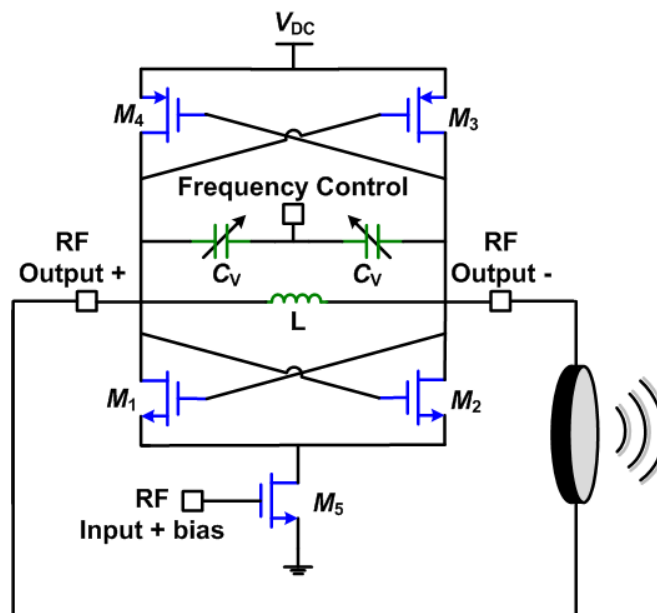 VDC
M4
M3
Frequency Control
RF
Output +
CV
CV
RF
Output -
L
M1
M2
RF
Input + bias
M5